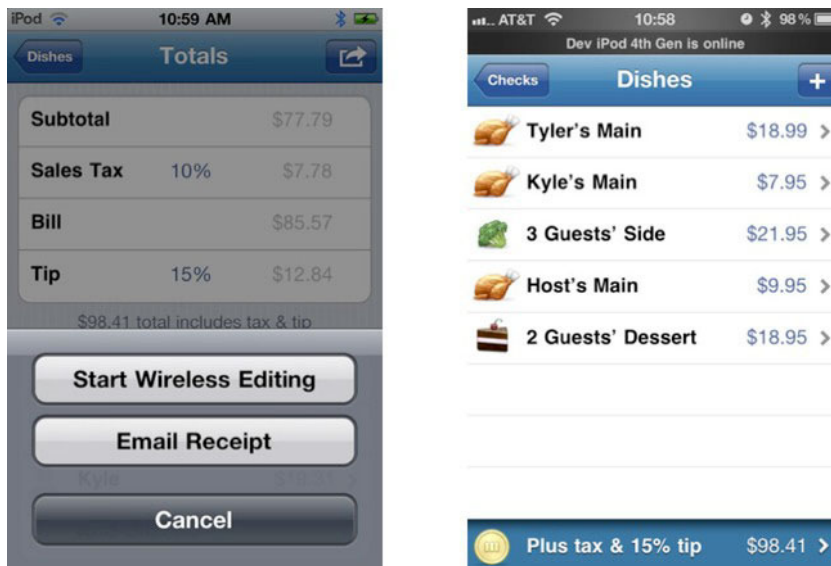 iPod 10:59 AM
Dishes Totals
Subtotal $77.79
Sales Tax 10% $7.78
Bill $85.57
Tip 15% $12.84
$98.41 total includes tax & tip
Start Wireless Editing
Email Receipt
Kyle
Cancel
AT&T 10:58 98%
Dev iPod 4th Gen is online
Checks Dishes +
Tyler's Main $18.99
Kyle's Main $7.95
3 Guests' Side $21.95
Host's Main $9.95
2 Guests' Dessert $18.95
Plus tax & 15% tip $98.41